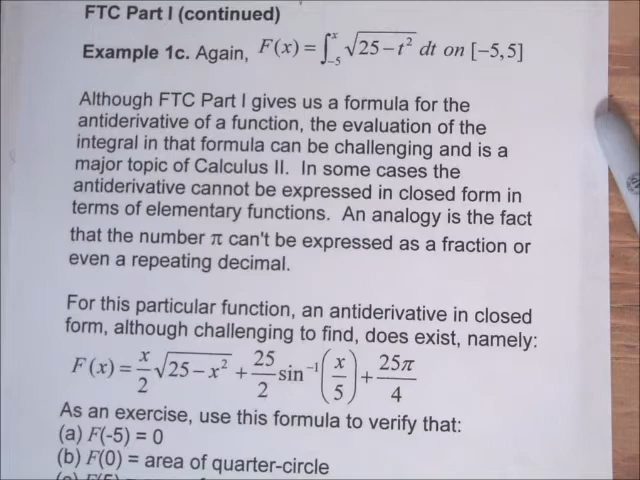 FTC Part I (continued)
Example 1c. Again, F(x) = ∫_{-5}^{x} √(25 − t²) dt on [−5,5]
Although FTC Part I gives us a formula for the
antiderivative of a function, the evaluation of the
integral in that formula can be challenging and is a
major topic of Calculus II. In some cases the
antiderivative cannot be expressed in closed form in
terms of elementary functions. An analogy is the fact
that the number π can't be expressed as a fraction or
even a repeating decimal.
For this particular function, an antiderivative in closed
form, although challenging to find, does exist, namely:
F(x) = x/2 √(25 − x²) + 25/2 sin⁻¹(x/5) + 25π/4
As an exercise, use this formula to verify that:
(a) F(-5) = 0
(b) F(0) = area of quarter-circle